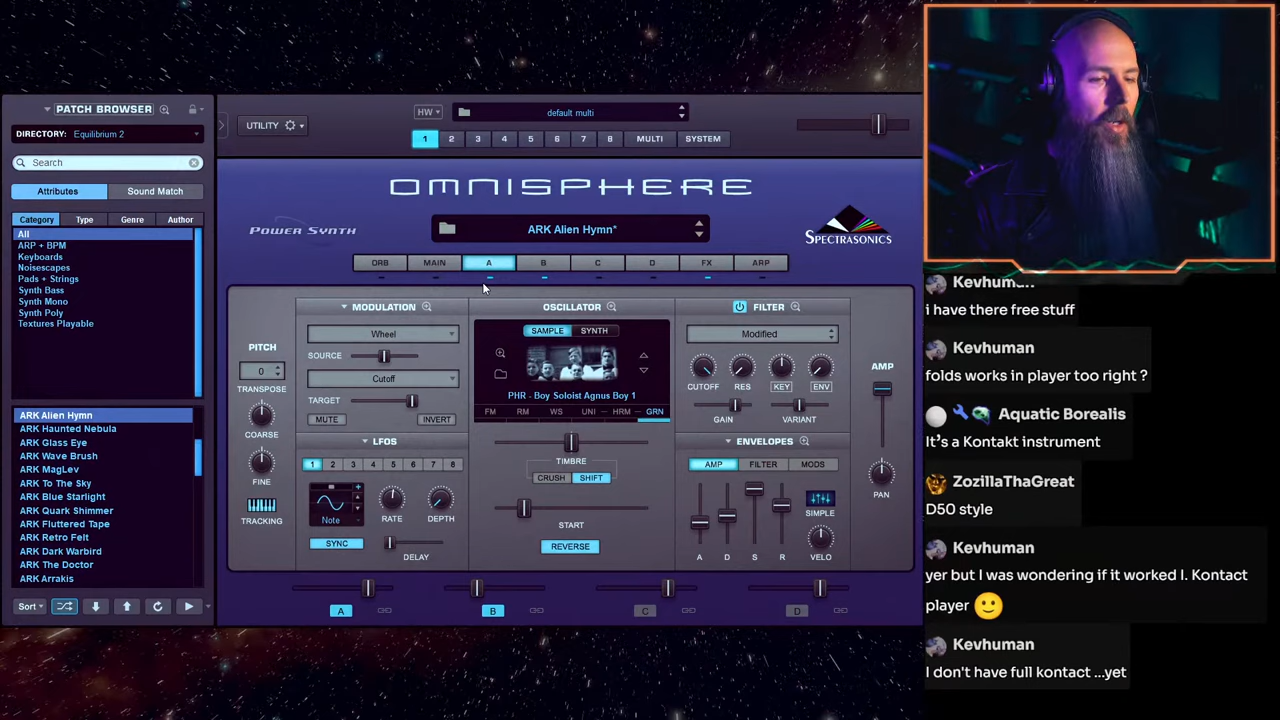 PATCH BROWSER
DIRECTORY: Equilibrium 2
Search
Attributes
Sound Match
Category
Type
Genre
Author
All
ARP + BPM
Keyboards
Noisescapes
Pads + Strings
Synth Bass
Synth Mono
Synth Poly
Textures Playable
ARK Alien Hymn
ARK Haunted Nebula
ARK Glass Eye
ARK Wave Brush
ARK MagLev
ARK To The Sky
ARK Blue Starlight
ARK Quark Shimmer
ARK Fluttered Tape
ARK Retro Felt
ARK Dark Warbird
ARK The Doctor
ARK Arrakis
Sort
UTILITY
HW
default multi
1 2 3 4 5 6 7 8 MULTI SYSTEM
OMNISPHERE
POWER SYNTH
ARK Alien Hymn*
SPECTRASONICS
ORB MAIN A B C D FX ARP
PITCH
0
TRANSPOSE
COARSE
FINE
TRACKING
MODULATION
Wheel
SOURCE
Cutoff
TARGET
MUTE
INVERT
LFOS
1 2 3 4 5 6 7 8
Note
RATE
DEPTH
SYNC
DELAY
OSCILLATOR
SAMPLE
SYNTH
PHR - Boy Soloist Agnus Boy 1
FM RM WS UNI HRM GRN
TIMBRE
CRUSH
SHIFT
START
REVERSE
FILTER
Modified
CUTOFF
RES
KEY
ENV
GAIN
VARIANT
ENVELOPES
AMP
FILTER
MODS
SIMPLE
A D S R
VELO
AMP
PAN
A
B
C
D
Kevhuman
i have there free stuff
Kevhuman
folds works in player too right ?
Aquatic Borealis
It's a Kontakt instrument
ZozillaThaGreat
D50 style
Kevhuman
yer but I was wondering if it worked I. Kontact
player 🙂
Kevhuman
I don't have full kontact ...yet